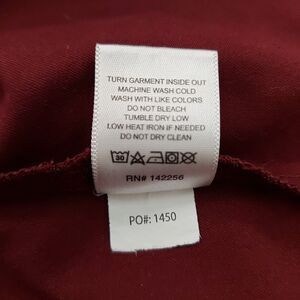 TURN GARMENT INSIDE OUT
MACHINE WASH COLD
WASH WITH LIKE COLORS
DO NOT BLEACH
TUMBLE DRY LOW
LOW HEAT IRON IF NEEDED
DO NOT DRY CLEAN
30
RN# 142256
PO#: 1450